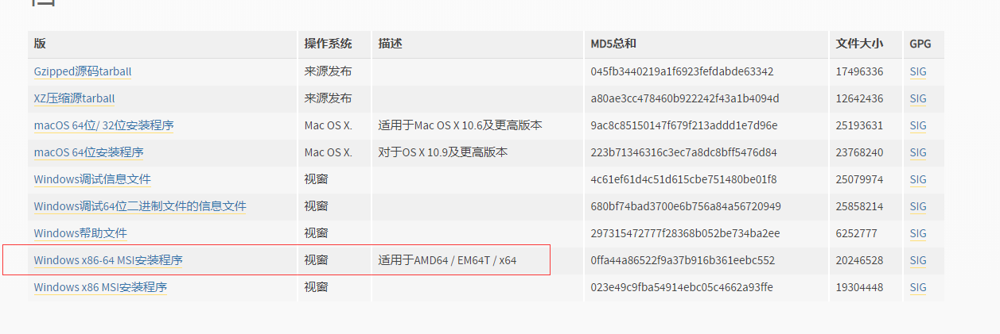 版 操作系统 描述 MD5总和 文件大小 GPG
Gzipped源码tarball 来源发布 045fb3440219a1f6923fefdabde63342 17496336 SIG
XZ压缩源tarball 来源发布 a80ae3cc478460b922242f43a1b4094d 12642436 SIG
macOS 64位/ 32位安装程序 Mac OS X. 适用于Mac OS X 10.6及更高版本 9ac8c85150147f679f213addd1e7d96e 25193631 SIG
macOS 64位安装程序 Mac OS X. 对于OS X 10.9及更高版本 223b71346316c3ec7a8dc8bff5476d84 23768240 SIG
Windows调试信息文件 视窗 4c61ef61d4c51d615cbe751480be01f8 25079974 SIG
Windows调试64位二进制文件的信息文件 视窗 680bf74bad3700e6b756a84a56720949 25858214 SIG
Windows帮助文件 视窗 297315472777f28368b052be734ba2ee 6252777 SIG
Windows x86-64 MSI安装程序 视窗 适用于AMD64 / EM64T / x64 0ffa44a86522f9a37b916b361eebc552 20246528 SIG
Windows x86 MSI安装程序 视窗 023e49c9fba54914ebc05c4662a93ffe 19304448 SIG